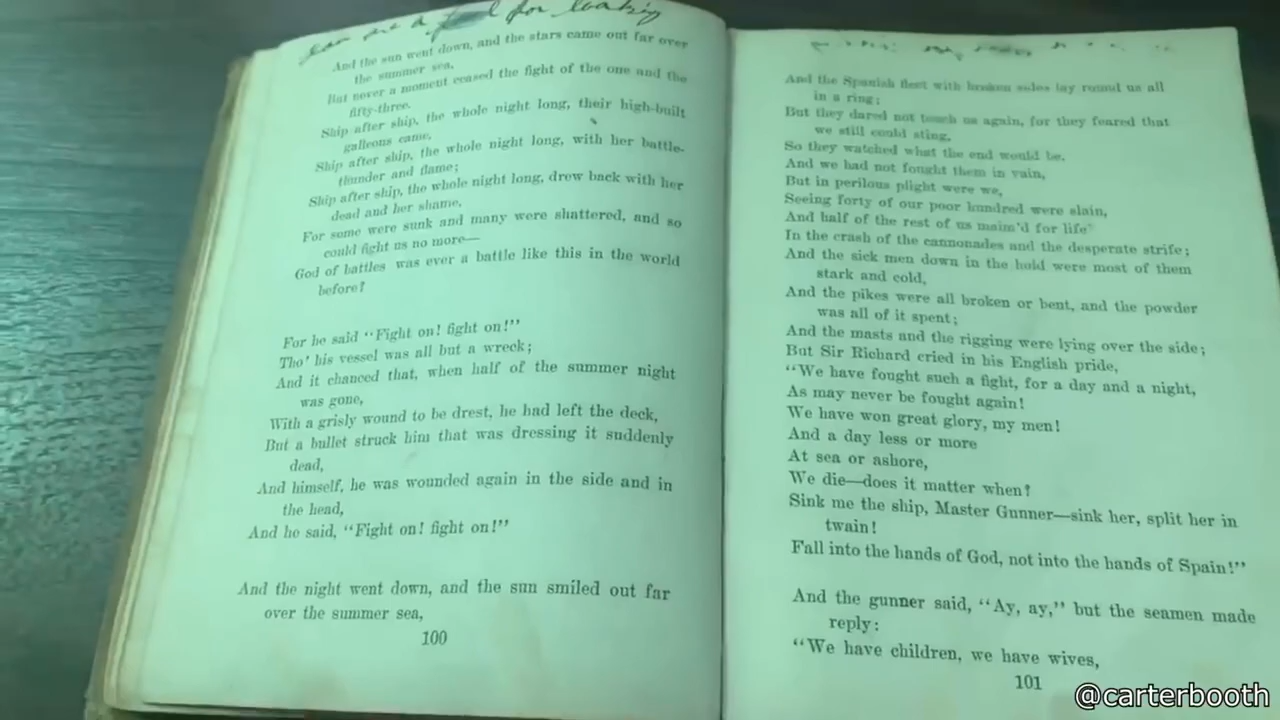 are a for looking
And the sun went down, and the stars came out far over
the summer sea,
But never a moment ceased the fight of the one and the
fifty-three.
Ship after ship, the whole night long, their high-built
galleons came,
Ship after ship, the whole night long, with her battle-
thunder and flame;
Ship after ship, the whole night long, drew back with her
dead and her shame.
For some were sunk and many were shattered, and so
could fight us no more—
God of battles was ever a battle like this in the world
before?
For he said "Fight on! fight on!"
Tho' his vessel was all but a wreck;
And it chanced that, when half of the summer night
was gone,
With a grisly wound to be drest, he had left the deck,
But a bullet struck him that was dressing it suddenly
dead,
And himself, he was wounded again in the side and in
the head,
And he said, "Fight on! fight on!"
And the night went down, and the sun smiled out far
over the summer sea,
100
And the Spanish fleet with broken sides lay round us all
in a ring;
But they dared not touch us again, for they feared that
we still could sting,
So they watched what the end would be.
And we had not fought them in vain,
But in perilous plight were we,
Seeing forty of our poor hundred were slain,
And half of the rest of us maim'd for life
In the crash of the cannonades and the desperate strife;
And the sick men down in the hold were most of them
stark and cold,
And the pikes were all broken or bent, and the powder
was all of it spent;
And the masts and the rigging were lying over the side;
But Sir Richard cried in his English pride,
"We have fought such a fight, for a day and a night,
As may never be fought again!
We have won great glory, my men!
And a day less or more
At sea or ashore,
We die—does it matter when?
Sink me the ship, Master Gunner—sink her, split her in
twain!
Fall into the hands of God, not into the hands of Spain!"
And the gunner said, "Ay, ay," but the seamen made
reply:
"We have children, we have wives,
101
@carterbooth